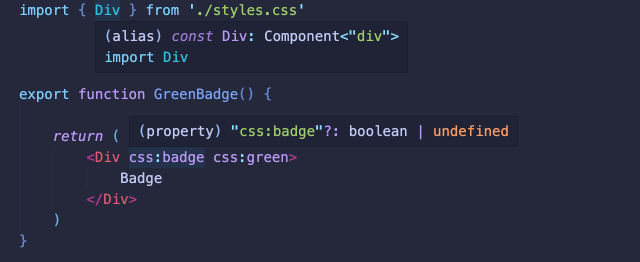 import { Div } from './styles.css'
(alias) const Div: Component<"div">
import Div
export function GreenBadge() {
return (
(property) "css:badge"?: boolean | undefined
<Div css:badge css:green>
Badge
</Div>
)
}